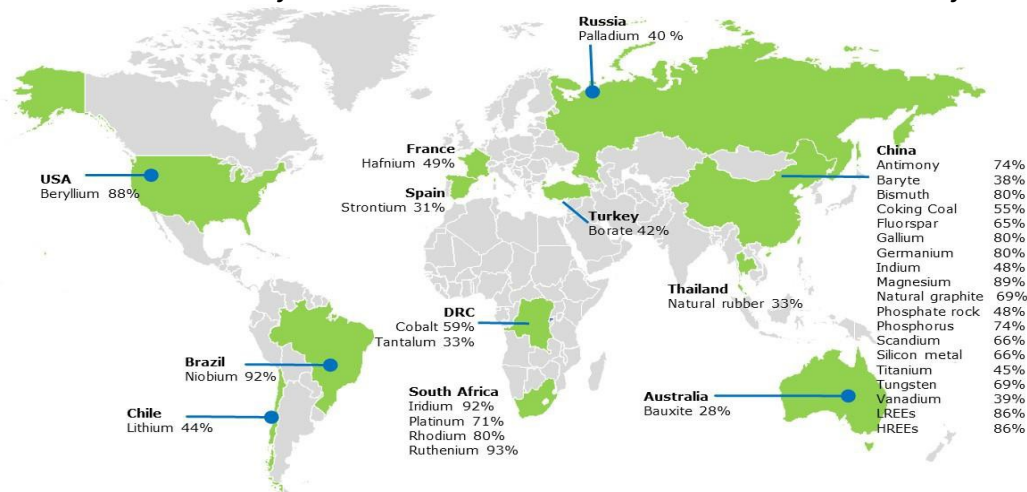 Russia
Palladium 40 %
France
Hafnium 49%
Spain
Strontium 31%
USA
Beryllium 88%
Turkey
Borate 42%
China
Antimony 74%
Baryte 38%
Bismuth 80%
Coking Coal 55%
Fluorspar 65%
Gallium 80%
Germanium 80%
Indium 48%
Magnesium 89%
Natural graphite 69%
Phosphate rock 48%
Phosphorus 74%
Scandium 66%
Silicon metal 66%
Titanium 45%
Tungsten 69%
Vanadium 39%
LREEs 86%
HREEs 86%
Thailand
Natural rubber 33%
DRC
Cobalt 59%
Tantalum 33%
Brazil
Niobium 92%
Chile
Lithium 44%
South Africa
Iridium 92%
Platinum 71%
Rhodium 80%
Ruthenium 93%
Australia
Bauxite 28%